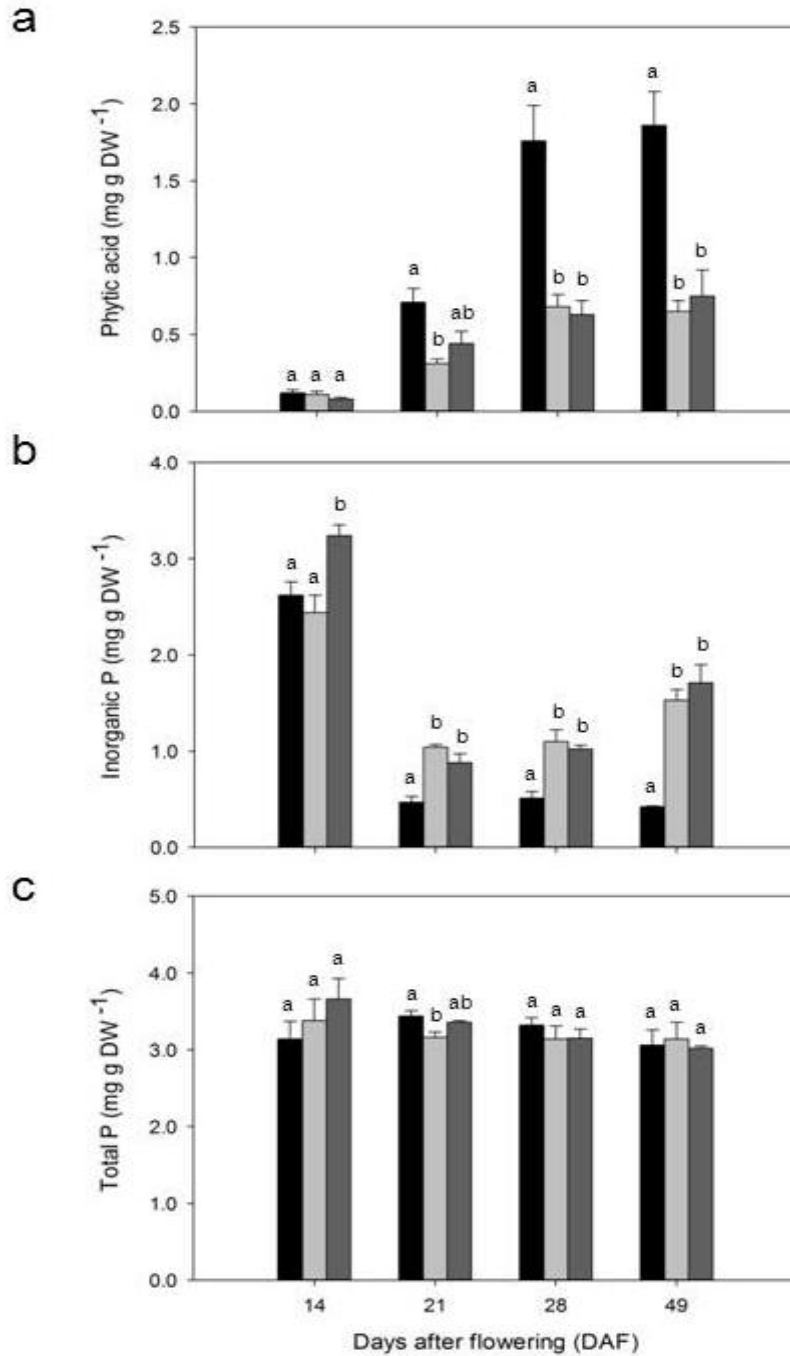 a
Phytic acid (mg g DW⁻¹)
2.5
2.0
1.5
1.0
0.5
0.0
a a a
a b ab
a b b
a b b
b
Inorganic P (mg g DW⁻¹)
4.0
3.0
2.0
1.0
0.0
a a b
a b b
a b b
a b b
c
Total P (mg g DW⁻¹)
5.0
4.0
3.0
2.0
1.0
0.0
a a a
a b ab
a a a
a a a
14 21 28 49
Days after flowering (DAF)